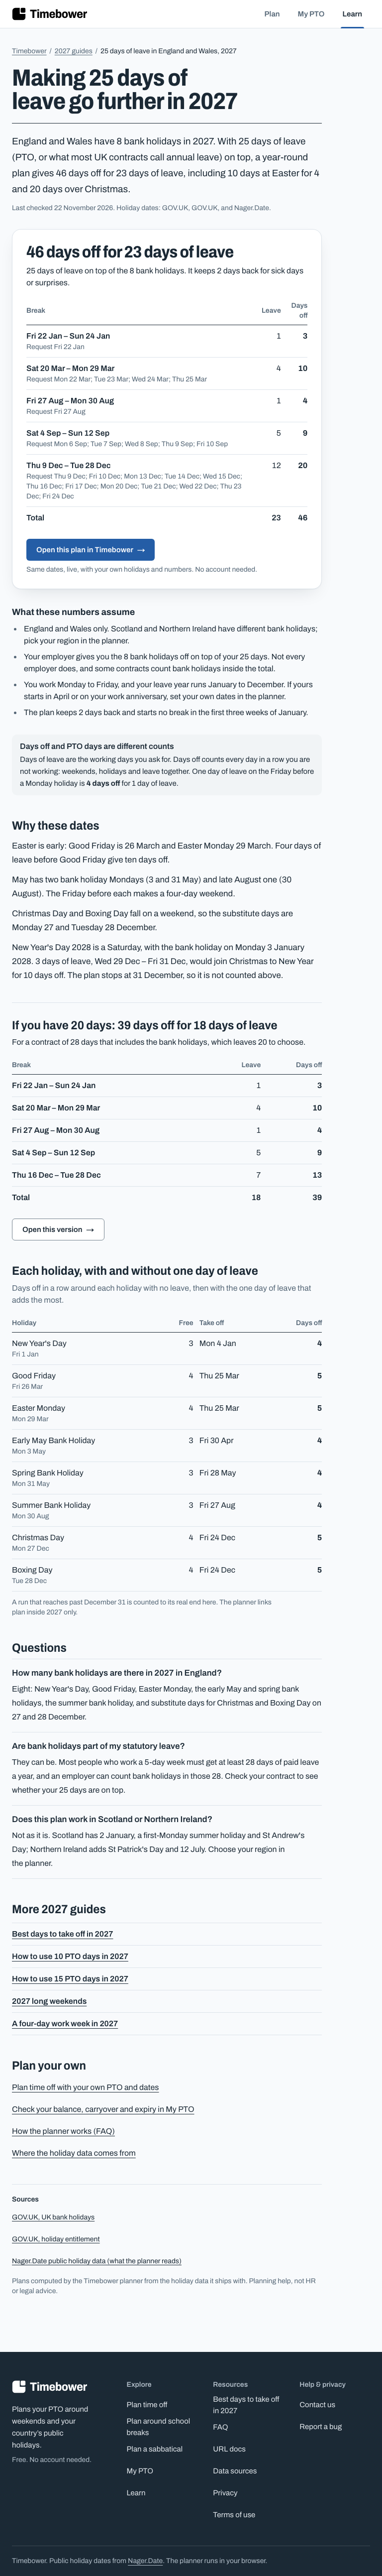 Timebower
Plan My PTO Learn
Timebower / 2027 guides / 25 days of leave in England and Wales, 2027
Making 25 days of
leave go further in 2027
England and Wales have 8 bank holidays in 2027. With 25 days of leave
(PTO, or what most UK contracts call annual leave) on top, a year-round
plan gives 46 days off for 23 days of leave, including 10 days at Easter for 4
and 20 days over Christmas.
Last checked 22 November 2026. Holiday dates: GOV.UK, GOV.UK, and Nager.Date.
46 days off for 23 days of leave
25 days of leave on top of the 8 bank holidays. It keeps 2 days back for sick days
or surprises.
Break Leave Days
off
Fri 22 Jan – Sun 24 Jan 1 3
Request Fri 22 Jan
Sat 20 Mar – Mon 29 Mar 4 10
Request Mon 22 Mar; Tue 23 Mar; Wed 24 Mar; Thu 25 Mar
Fri 27 Aug – Mon 30 Aug 1 4
Request Fri 27 Aug
Sat 4 Sep – Sun 12 Sep 5 9
Request Mon 6 Sep; Tue 7 Sep; Wed 8 Sep; Thu 9 Sep; Fri 10 Sep
Thu 9 Dec – Tue 28 Dec 12 20
Request Thu 9 Dec; Fri 10 Dec; Mon 13 Dec; Tue 14 Dec; Wed 15 Dec;
Thu 16 Dec; Fri 17 Dec; Mon 20 Dec; Tue 21 Dec; Wed 22 Dec; Thu 23
Dec; Fri 24 Dec
Total 23 46
Open this plan in Timebower →
Same dates, live, with your own holidays and numbers. No account needed.
What these numbers assume
• England and Wales only. Scotland and Northern Ireland have different bank holidays;
pick your region in the planner.
• Your employer gives you the 8 bank holidays off on top of your 25 days. Not every
employer does, and some contracts count bank holidays inside the total.
• You work Monday to Friday, and your leave year runs January to December. If yours
starts in April or on your work anniversary, set your own dates in the planner.
• The plan keeps 2 days back and starts no break in the first three weeks of January.
Days off and PTO days are different counts
Days of leave are the working days you ask for. Days off counts every day in a row you are
not working: weekends, holidays and leave together. One day of leave on the Friday before
a Monday holiday is 4 days off for 1 day of leave.
Why these dates
Easter is early: Good Friday is 26 March and Easter Monday 29 March. Four days of
leave before Good Friday give ten days off.
May has two bank holiday Mondays (3 and 31 May) and late August one (30
August). The Friday before each makes a four-day weekend.
Christmas Day and Boxing Day fall on a weekend, so the substitute days are
Monday 27 and Tuesday 28 December.
New Year's Day 2028 is a Saturday, with the bank holiday on Monday 3 January
2028. 3 days of leave, Wed 29 Dec – Fri 31 Dec, would join Christmas to New Year
for 10 days off. The plan stops at 31 December, so it is not counted above.
If you have 20 days: 39 days off for 18 days of leave
For a contract of 28 days that includes the bank holidays, which leaves 20 to choose.
Break Leave Days off
Fri 22 Jan – Sun 24 Jan 1 3
Sat 20 Mar – Mon 29 Mar 4 10
Fri 27 Aug – Mon 30 Aug 1 4
Sat 4 Sep – Sun 12 Sep 5 9
Thu 16 Dec – Tue 28 Dec 7 13
Total 18 39
Open this version →
Each holiday, with and without one day of leave
Days off in a row around each holiday with no leave, then with the one day of leave that
adds the most.
Holiday Free Take off Days off
New Year's Day 3 Mon 4 Jan 4
Fri 1 Jan
Good Friday 4 Thu 25 Mar 5
Fri 26 Mar
Easter Monday 4 Thu 25 Mar 5
Mon 29 Mar
Early May Bank Holiday 3 Fri 30 Apr 4
Mon 3 May
Spring Bank Holiday 3 Fri 28 May 4
Mon 31 May
Summer Bank Holiday 3 Fri 27 Aug 4
Mon 30 Aug
Christmas Day 4 Fri 24 Dec 5
Mon 27 Dec
Boxing Day 4 Fri 24 Dec 5
Tue 28 Dec
A run that reaches past December 31 is counted to its real end here. The planner links
plan inside 2027 only.
Questions
How many bank holidays are there in 2027 in England?
Eight: New Year's Day, Good Friday, Easter Monday, the early May and spring bank
holidays, the summer bank holiday, and substitute days for Christmas and Boxing Day on
27 and 28 December.
Are bank holidays part of my statutory leave?
They can be. Most people who work a 5-day week must get at least 28 days of paid leave
a year, and an employer can count bank holidays in those 28. Check your contract to see
whether your 25 days are on top.
Does this plan work in Scotland or Northern Ireland?
Not as it is. Scotland has 2 January, a first-Monday summer holiday and St Andrew's
Day; Northern Ireland adds St Patrick's Day and 12 July. Choose your region in
the planner.
More 2027 guides
Best days to take off in 2027
How to use 10 PTO days in 2027
How to use 15 PTO days in 2027
2027 long weekends
A four-day work week in 2027
Plan your own
Plan time off with your own PTO and dates
Check your balance, carryover and expiry in My PTO
How the planner works (FAQ)
Where the holiday data comes from
Sources
GOV.UK, UK bank holidays
GOV.UK, holiday entitlement
Nager.Date public holiday data (what the planner reads)
Plans computed by the Timebower planner from the holiday data it ships with. Planning help, not HR
or legal advice.
Timebower
Plans your PTO around
weekends and your
country's public
holidays.
Free. No account needed.
Explore
Plan time off
Plan around school
breaks
Plan a sabbatical
My PTO
Learn
Resources
Best days to take off
in 2027
FAQ
URL docs
Data sources
Privacy
Terms of use
Help & privacy
Contact us
Report a bug
Timebower. Public holiday dates from Nager.Date. The planner runs in your browser.